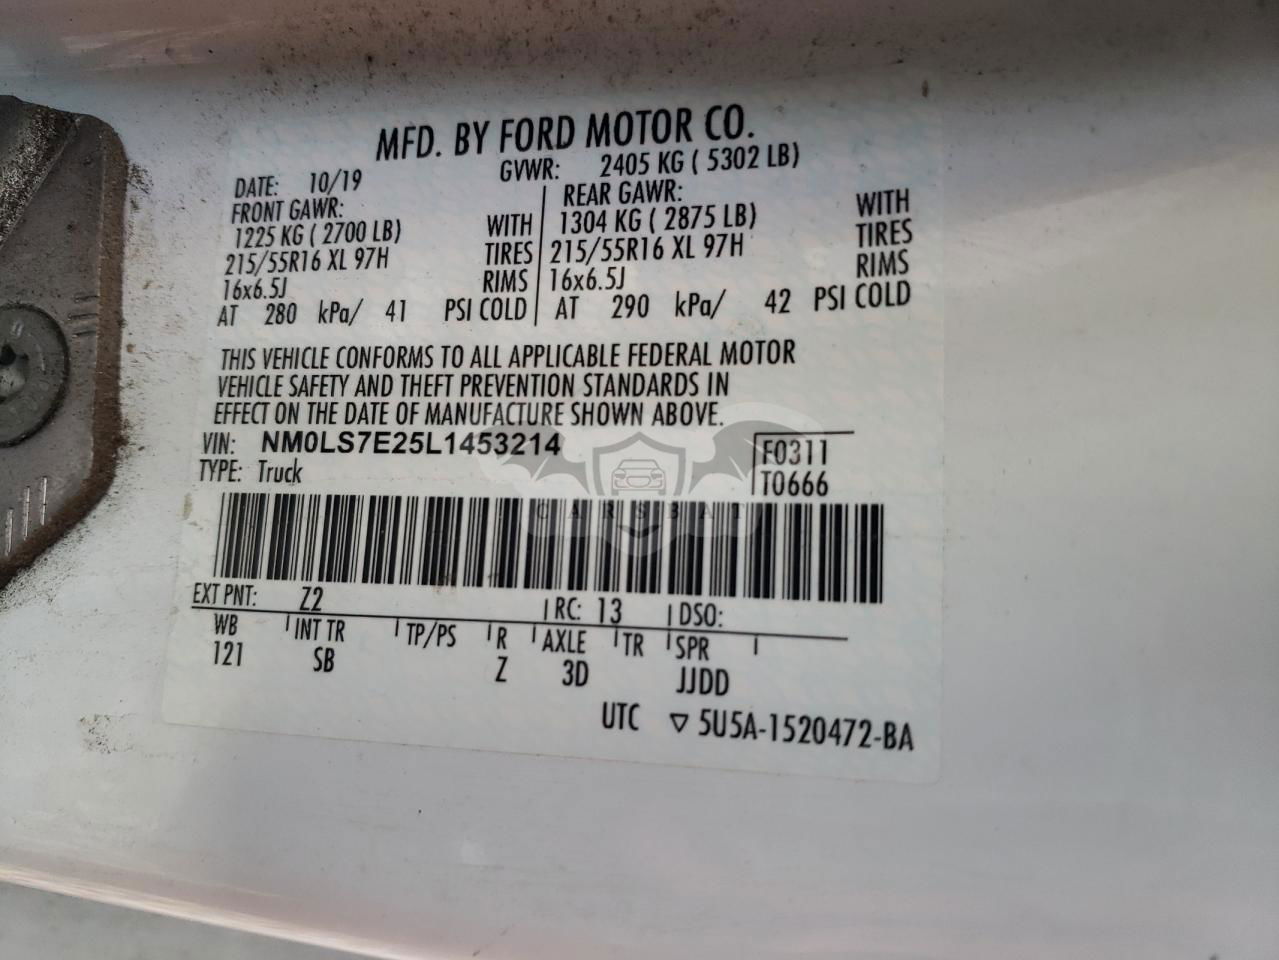 MFD. BY FORD MOTOR CO.
DATE: 10/19 GVWR: 2405 KG ( 5302 LB)
FRONT GAWR: REAR GAWR:
1225 KG ( 2700 LB) WITH 1304 KG ( 2875 LB) WITH
215/55R16 XL 97H TIRES 215/55R16 XL 97H TIRES
16x6.5J RIMS 16x6.5J RIMS
AT 280 kPa/ 41 PSI COLD AT 290 kPa/ 42 PSI COLD
THIS VEHICLE CONFORMS TO ALL APPLICABLE FEDERAL MOTOR
VEHICLE SAFETY AND THEFT PREVENTION STANDARDS IN
EFFECT ON THE DATE OF MANUFACTURE SHOWN ABOVE.
VIN: NM0LS7E25L1453214 F0311
TYPE: Truck T0666
CARSBAT
EXT PNT: Z2 RC: 13 DSO:
WB INT TR TP/PS R AXLE TR SPR
121 SB Z 3D JJDD
UTC ▽ 5U5A-1520472-BA